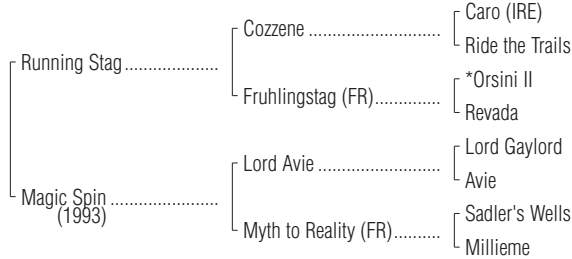 Caro (IRE)
Cozzene ..............................
Ride the Trails
Running Stag.....................
*Orsini II
Fruhlingstag (FR)...............
Revada
Lord Gaylord
Lord Avie ............................
Avie
Magic Spin ........................
(1993)
Sadler's Wells
Myth to Reality (FR)..........
Millieme